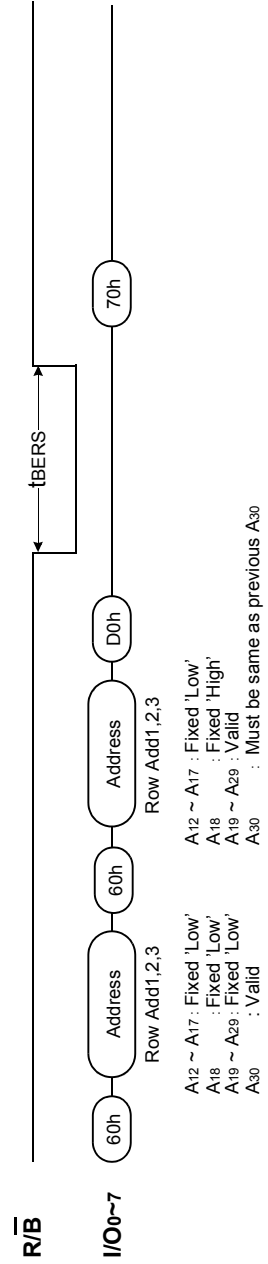 R/B
tBERS
I/O0~7
60h Address 60h Address D0h 70h
Row Add1,2,3 Row Add1,2,3
A12 ~ A17 : Fixed 'Low'
A18 : Fixed 'Low'
A19 ~ A29 : Fixed 'Low'
A30 : Valid
A12 ~ A17 : Fixed 'Low'
A18 : Fixed 'High'
A19 ~ A29 : Valid
A30 : Must be same as previous A30